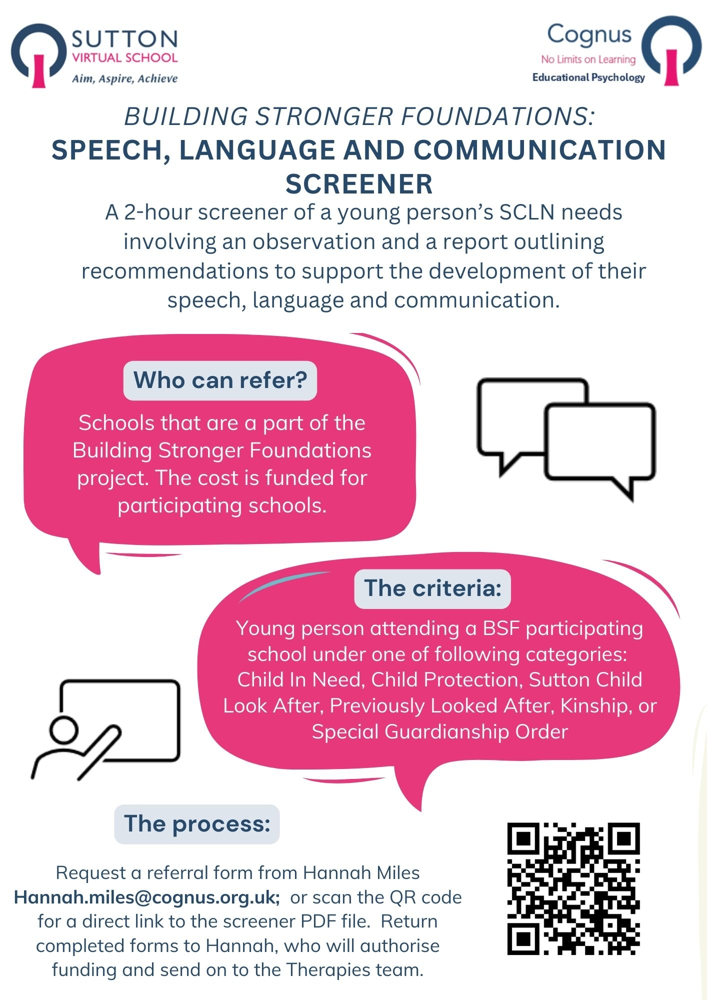 SUTTON
VIRTUAL SCHOOL
Aim, Aspire, Achieve
Cognus
No Limits on Learning
Educational Psychology
BUILDING STRONGER FOUNDATIONS:
SPEECH, LANGUAGE AND COMMUNICATION
SCREENER
A 2-hour screener of a young person’s SCLN needs
involving an observation and a report outlining
recommendations to support the development of their
speech, language and communication.
Who can refer?
Schools that are a part of the
Building Stronger Foundations
project. The cost is funded for
participating schools.
The criteria:
Young person attending a BSF participating
school under one of following categories:
Child In Need, Child Protection, Sutton Child
Look After, Previously Looked After, Kinship, or
Special Guardianship Order
The process:
Request a referral form from Hannah Miles
Hannah.miles@cognus.org.uk;  or scan the QR code
for a direct link to the screener PDF file.  Return
completed forms to Hannah, who will authorise
funding and send on to the Therapies team.